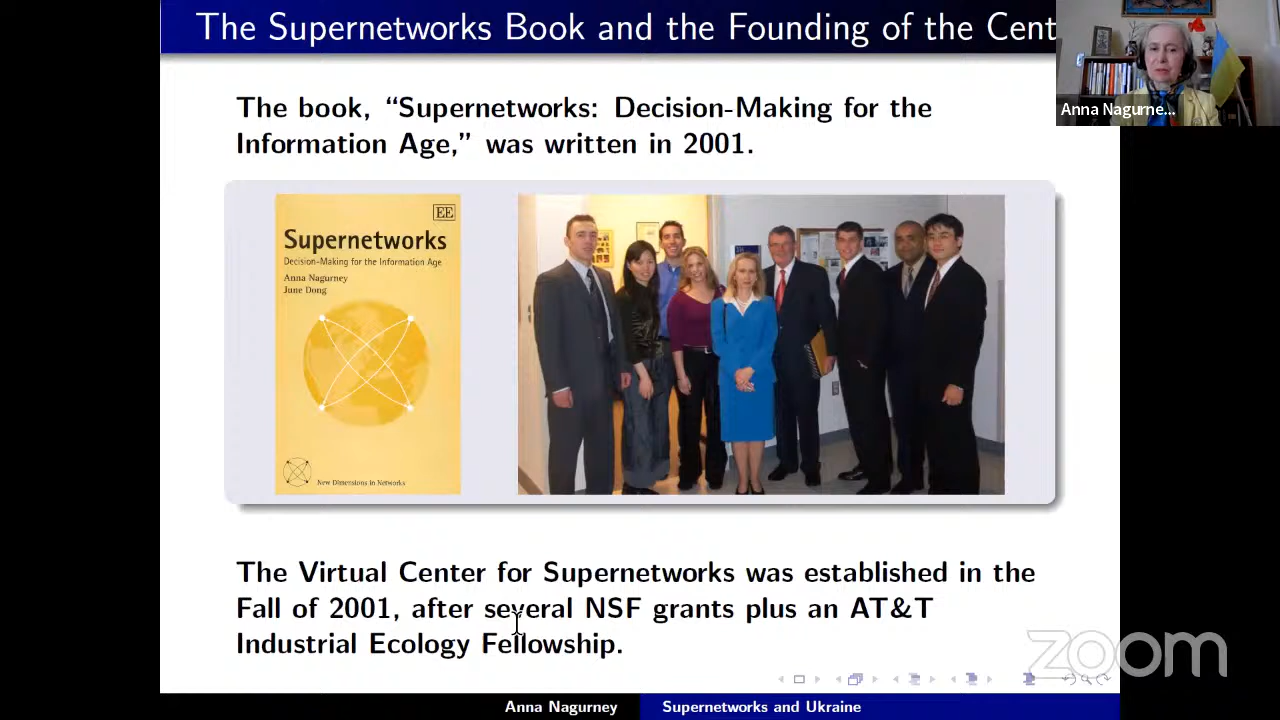 The Supernetworks Book and the Founding of the Cent
Anna Nagurne...
The book, “Supernetworks: Decision-Making for the
Information Age,” was written in 2001.
EE
Supernetworks
Decision-Making for the Information Age
Anna Nagurney
June Dong
New Dimensions in Networks
The Virtual Center for Supernetworks was established in the
Fall of 2001, after several NSF grants plus an AT&T
Industrial Ecology Fellowship.
zoom
Anna Nagurney
Supernetworks and Ukraine